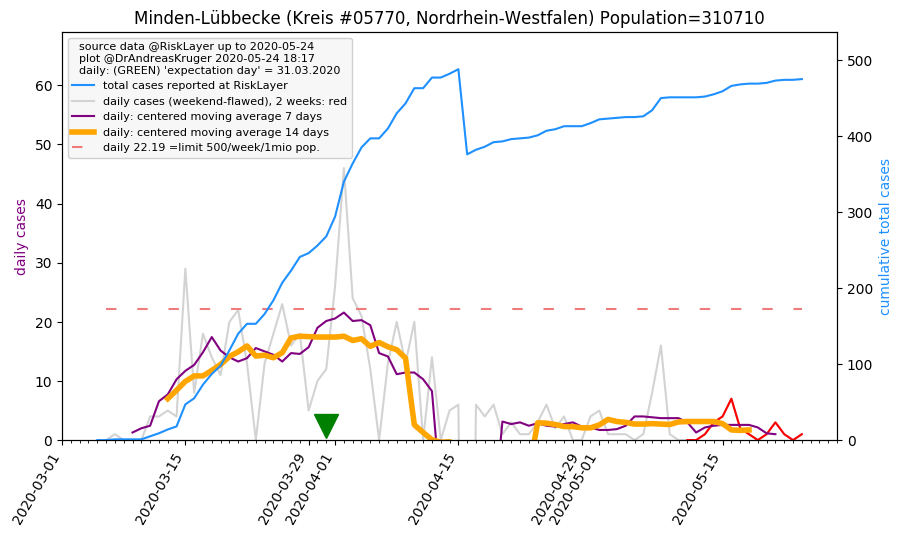 Minden-Lübbecke (Kreis #05770, Nordrhein-Westfalen) Population=310710
source data @RiskLayer up to 2020-05-24
plot @DrAndreasKruger 2020-05-24 18:17
daily: (GREEN) 'expectation day' = 31.03.2020
total cases reported at RiskLayer
daily cases (weekend-flawed), 2 weeks: red
daily: centered moving average 7 days
daily: centered moving average 14 days
daily 22.19 =limit 500/week/1mio pop.
daily cases
60
50
40
30
20
10
0
cumulative total cases
500
400
300
200
100
0
2020-03-01
2020-03-15
2020-03-29
2020-04-01
2020-04-15
2020-04-29
2020-05-01
2020-05-15